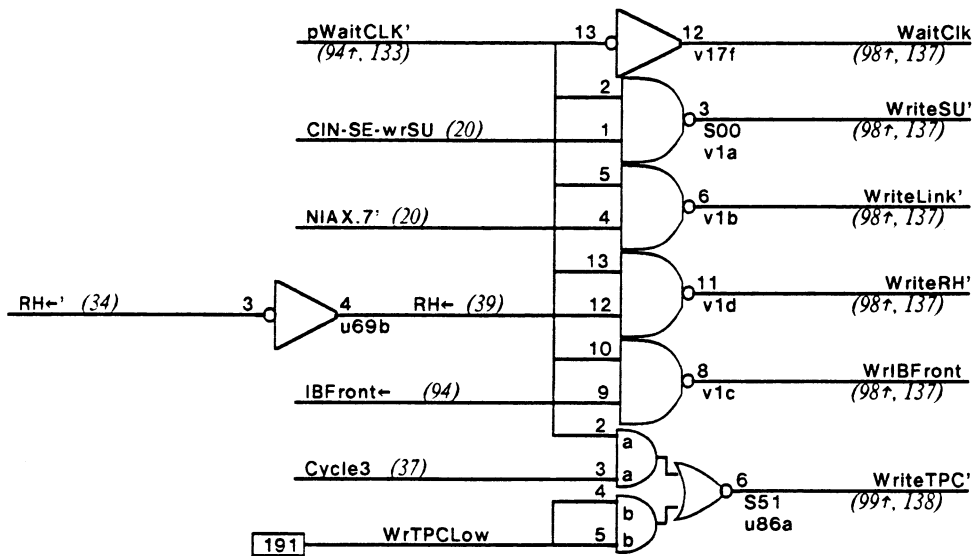 pWaitCLK' 13 12 WaitClk
(94↑, 133) v17f (98↑, 137)
2 3 WriteSU'
CIN-SE-wrSU (20) 1 S00 (98↑, 137)
v1a
5 6 WriteLink'
NIAX.7' (20) 4 v1b (98↑, 137)
13 11 WriteRH'
RH←' (34) 3 4 RH← (39) 12 v1d (98↑, 137)
u69b
10 8 WrIBFront
IBFront← (94) 9 v1c (98↑, 137)
2 a
Cycle3 (37) 3 a 6 WriteTPC'
4 b S51 (99↑, 138)
191 WrTPCLow 5 b u86a